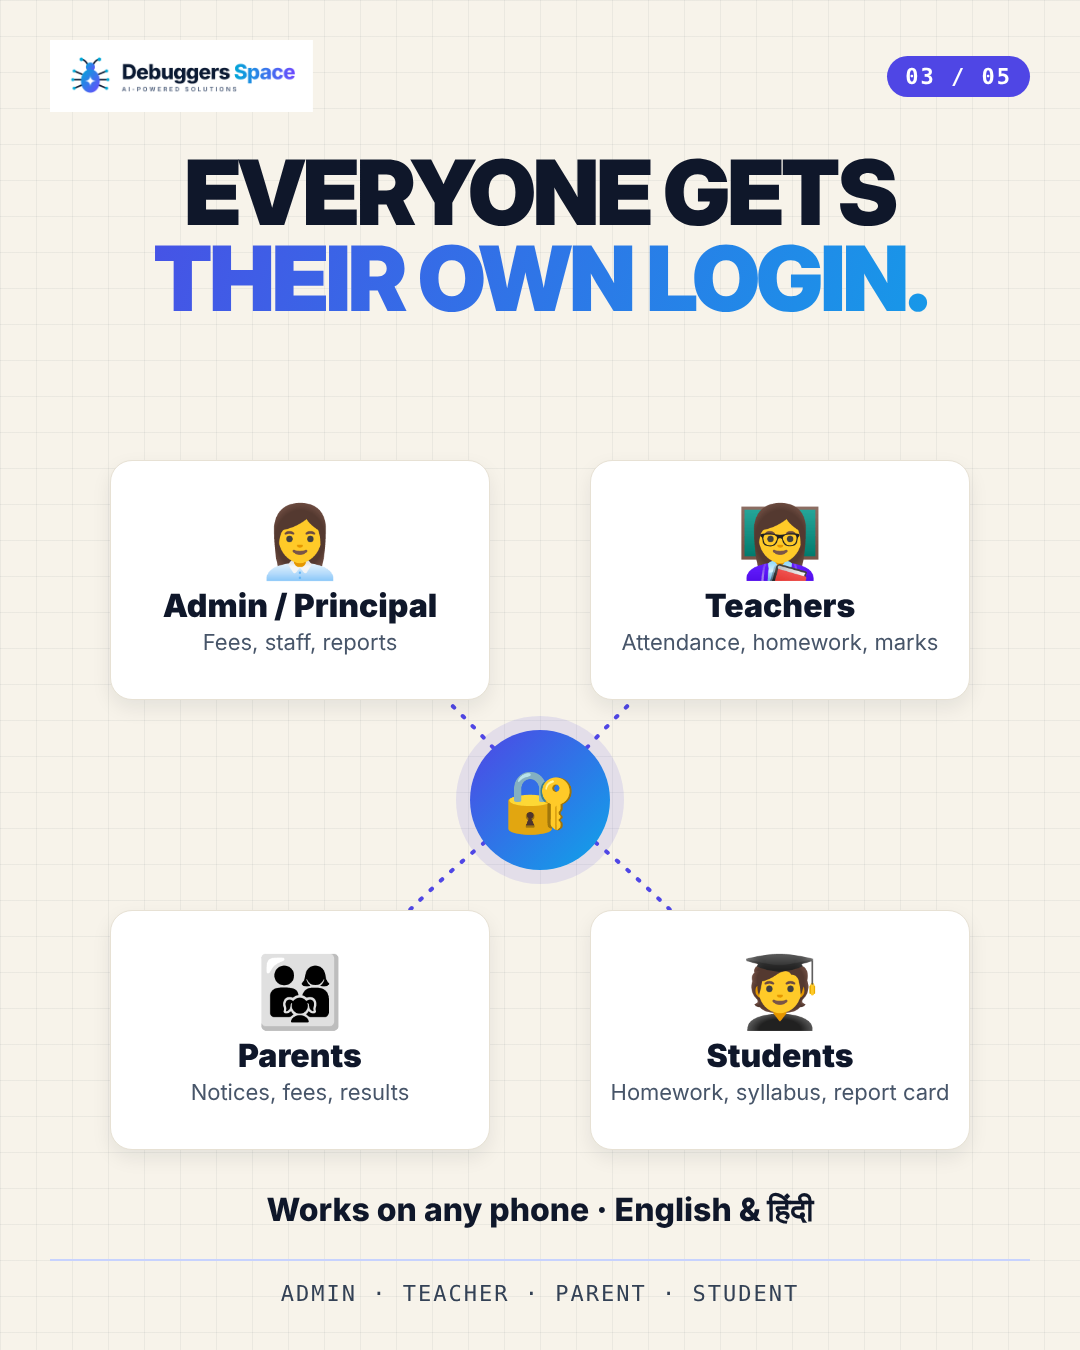 Debuggers Space
AI-POWERED SOLUTIONS
03 / 05
EVERYONE GETS
THEIR OWN LOGIN.
Admin / Principal
Fees, staff, reports
Teachers
Attendance, homework, marks
Parents
Notices, fees, results
Students
Homework, syllabus, report card
Works on any phone · English & हिंदी
ADMIN · TEACHER · PARENT · STUDENT